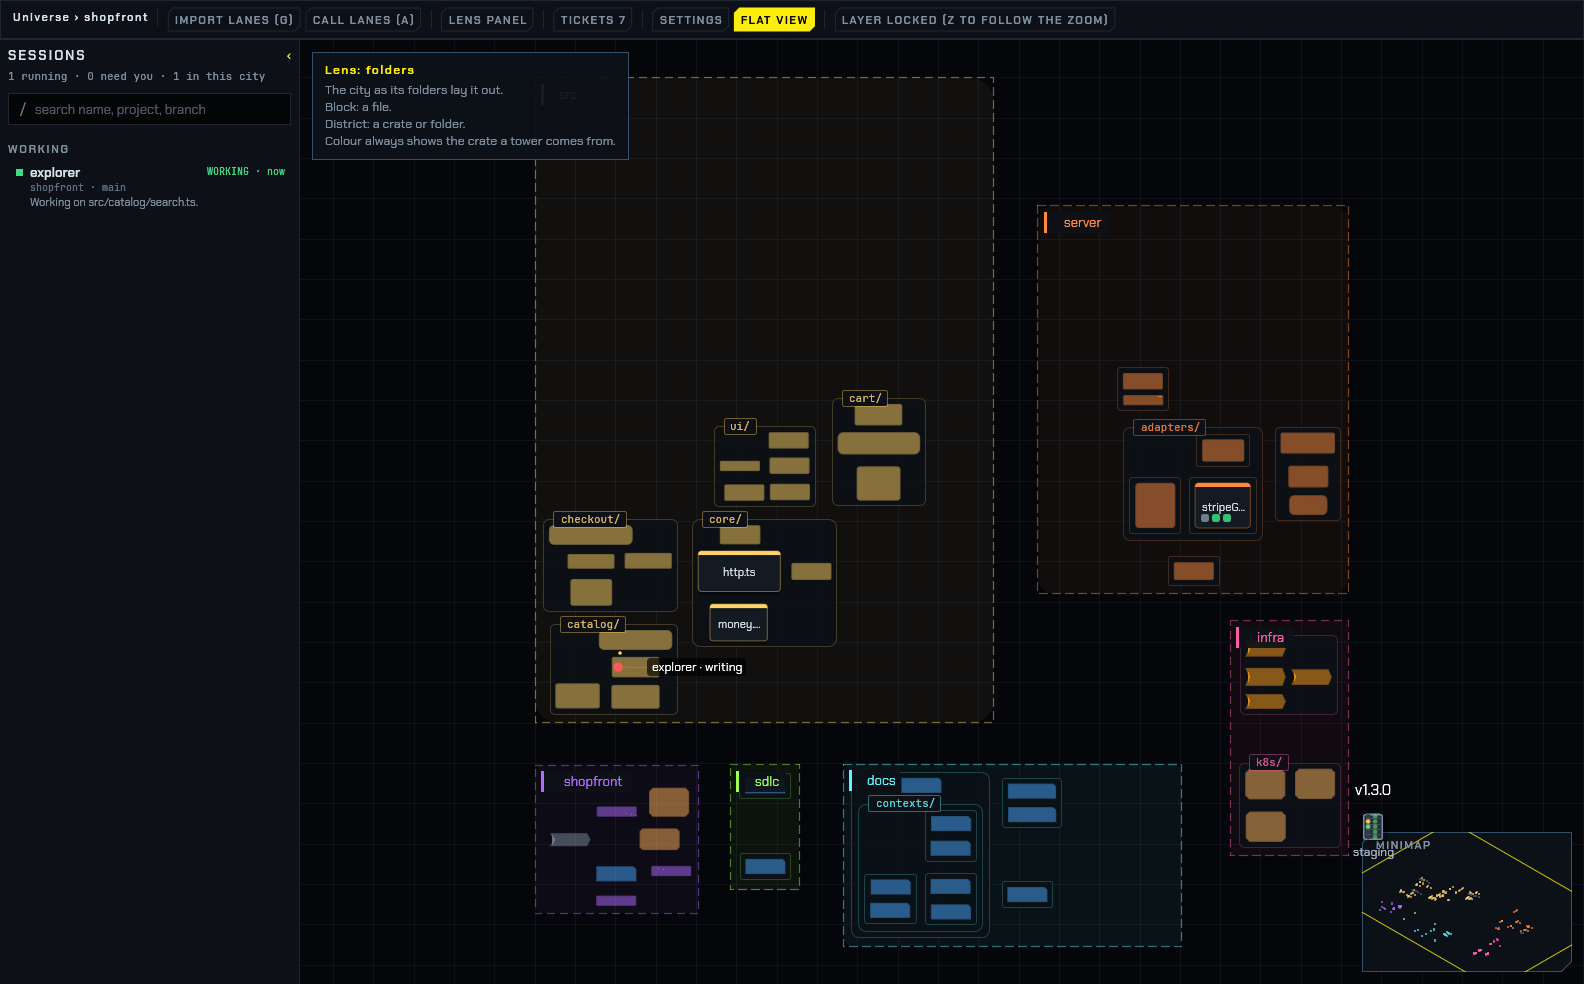 Universe › shopfront
IMPORT LANES (G)
CALL LANES (A)
LENS PANEL
TICKETS 7
SETTINGS
FLAT VIEW
LAYER LOCKED (Z TO FOLLOW THE ZOOM)
SESSIONS
‹
1 running · 0 need you · 1 in this city
/ search name, project, branch
WORKING
explorer
WORKING · now
shopfront · main
Working on src/catalog/search.ts.
Lens: folders
The city as its folders lay it out.
Block: a file.
District: a crate or folder.
Colour always shows the crate a tower comes from.
src
server
cart/
ui/
adapters/
stripeG...
checkout/
core/
http.ts
money...
catalog/
explorer · writing
infra
k8s/
shopfront
sdlc
docs
contexts/
v1.3.0
staging
MINIMAP